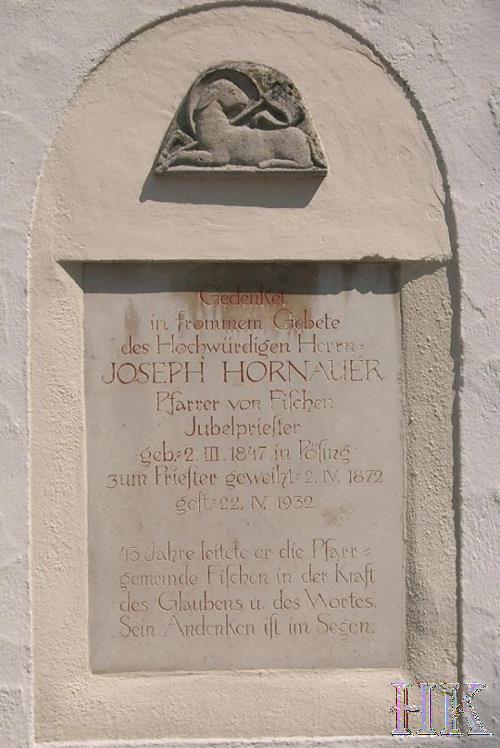 Gedenket
in frommem Gebete
des Hochwürdigen Herrn=
JOSEPH HORNAUER
Pfarrer von Fiſchen
Jubelprieſter
geb.=2. III. 1847. in Pöſing
zum Prieſter geweiht=2. IV. 1872
geſt.=22. IV. 1932
43 Jahre leitete er die Pfarr=
gemeinde Fiſchen in der Kraft
des Glaubens u. des Wortes.
Sein Andenken iſt im Segen.
HK